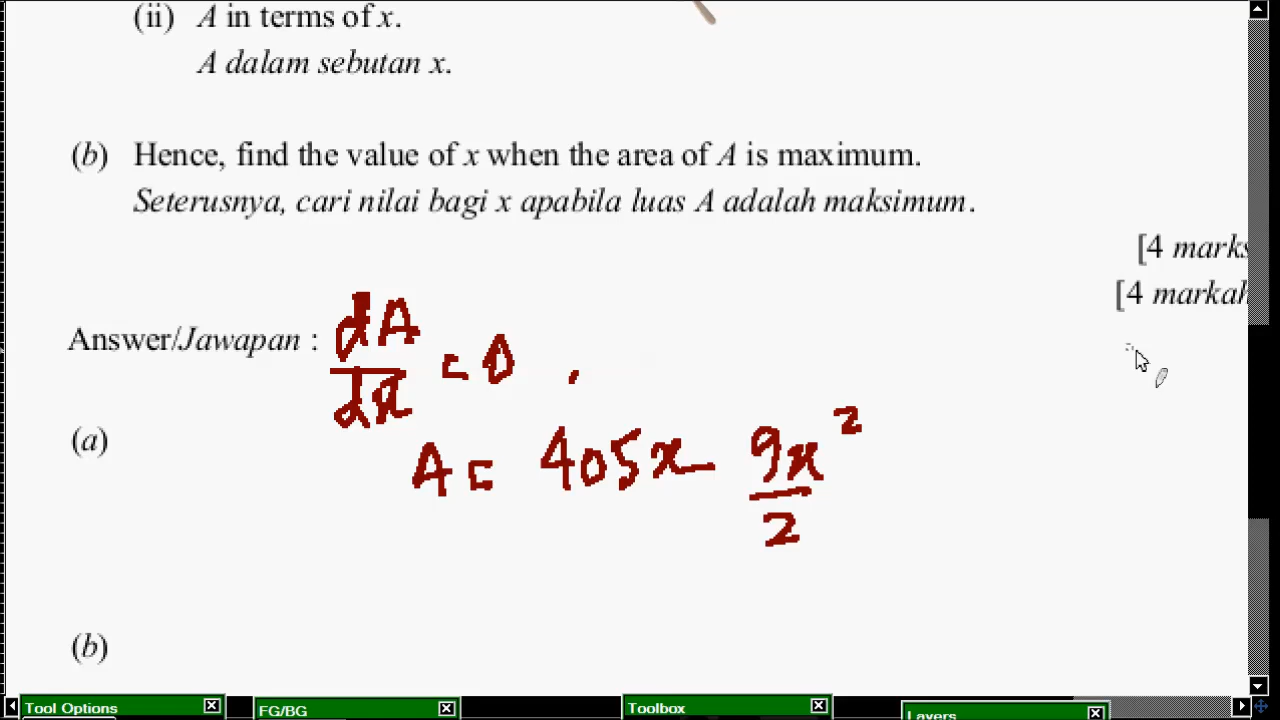 (ii) A in terms of x.
A dalam sebutan x.
(b) Hence, find the value of x when the area of A is maximum.
Seterusnya, cari nilai bagi x apabila luas A adalah maksimum.
[4 marks
[4 markah
Answer/Jawapan :
dA/dx = 0 .
(a)
A = 405x - 9x²/2
(b)
Tool Options
FG/BG
Toolbox
Layers